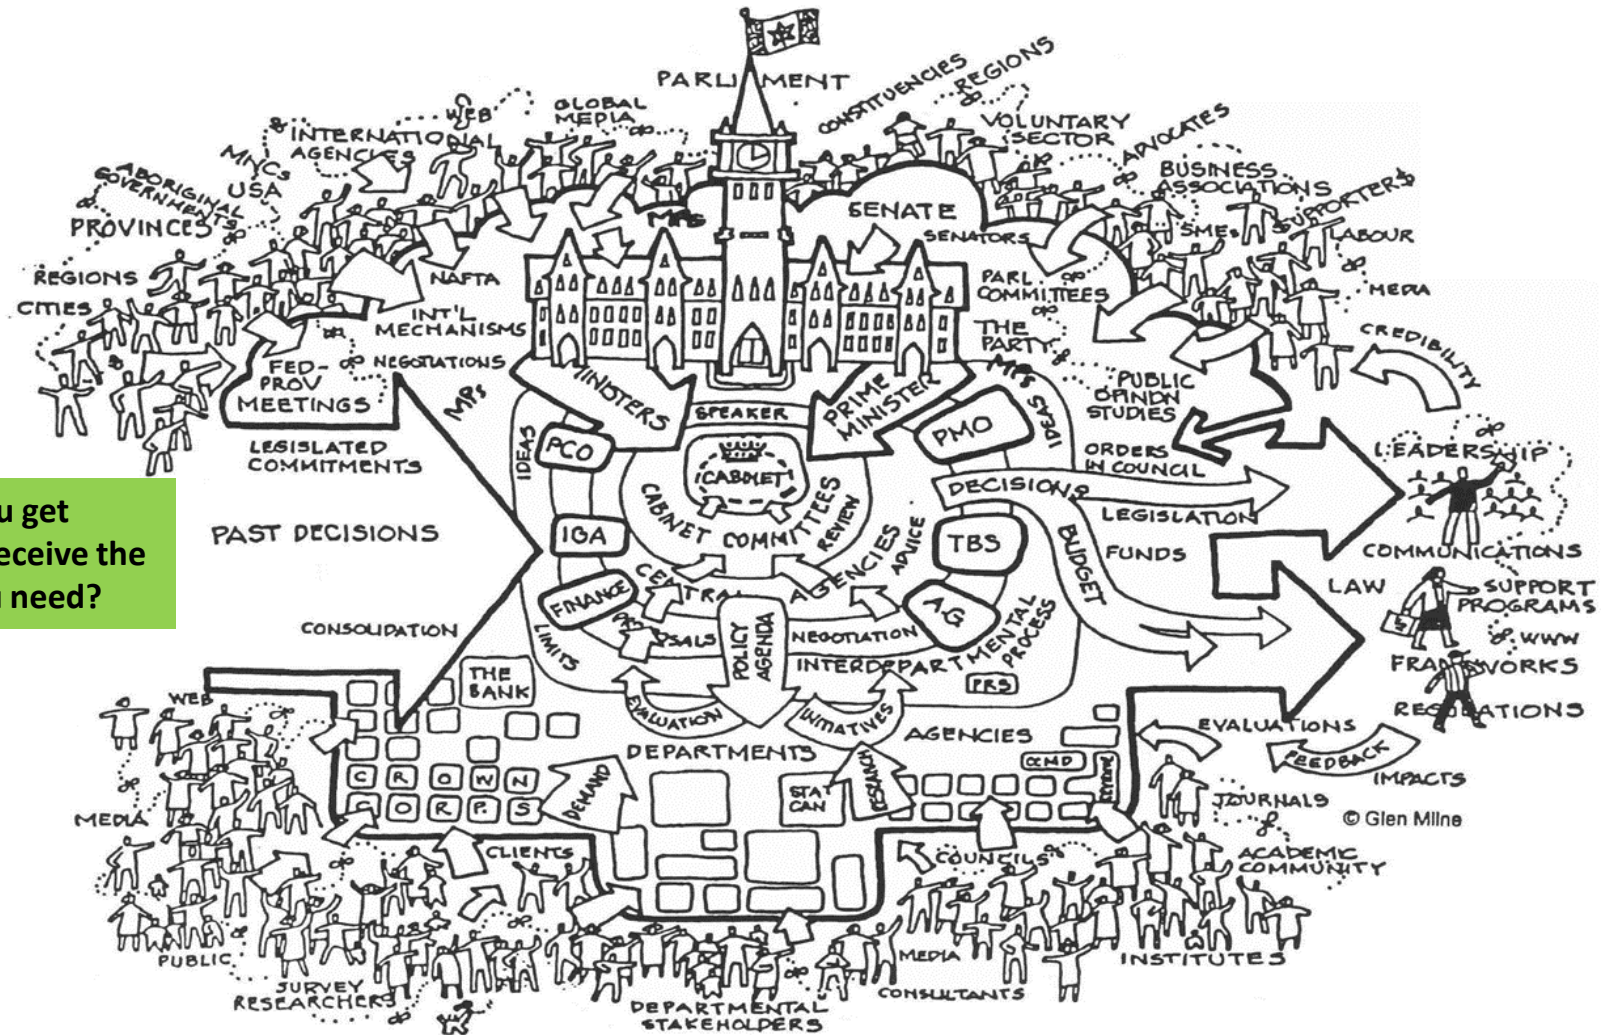 PARLIAMENT
WEB
GLOBAL
MEDIA
CONSTITUENCIES
REGIONS
INTERNATIONAL
AGENCIES
VOLUNTARY
SECTOR
ADVOCATES
MNCs
USA
ABORIGINAL
GOVERNMENTS
PROVINCES
BUSINESS
ASSOCIATIONS
SUPPORTERS
MPs
SENATE
SENATORS
SMEs
LABOUR
REGIONS
CITIES
NAFTA
INT'L
MECHANISMS
NEGOTIATIONS
PARL
COMMITTEES
THE
PARTY
MEDIA
CREDIBILITY
FED-
PROV
MEETINGS
MPs
MINISTERS
SPEAKER
PRIME
MINISTER
MPs
PUBLIC
OPINION
STUDIES
LEGISLATED
COMMITMENTS
IDEAS
PCO
CABINET
PMO
IDEAS
ORDERS
IN COUNCIL
LEADERSHIP
u get
eceive the
need?
PAST DECISIONS
CABINET COMMITTEES
REVIEW
DECISIONS
LEGISLATION
IGA
CENTRAL AGENCIES
ADVICE
TBS
BUDGET
FUNDS
COMMUNICATIONS
LAW
SUPPORT
PROGRAMS
WWW
FINANCE
A-G
CONSOLIDATION
LIMITS
POLICY
AGENDA
NEGOTIATION
INTERDEPARTMENTAL
PROCESS
FRAMEWORKS
THE
BANK
PRS
REGULATIONS
WEB
EVALUATION
INITIATIVES
DEPARTMENTS
AGENCIES
EVALUATIONS
FEEDBACK
IMPACTS
CROWN
CORPS
DEMAND
STAT
CAN
RESEARCH
CCMD
JOURNALS
© Glen Milne
MEDIA
CLIENTS
COUNCILS
ACADEMIC
COMMUNITY
PUBLIC
MEDIA
INSTITUTES
SURVEY
RESEARCHERS
CONSULTANTS
DEPARTMENTAL
STAKEHOLDERS